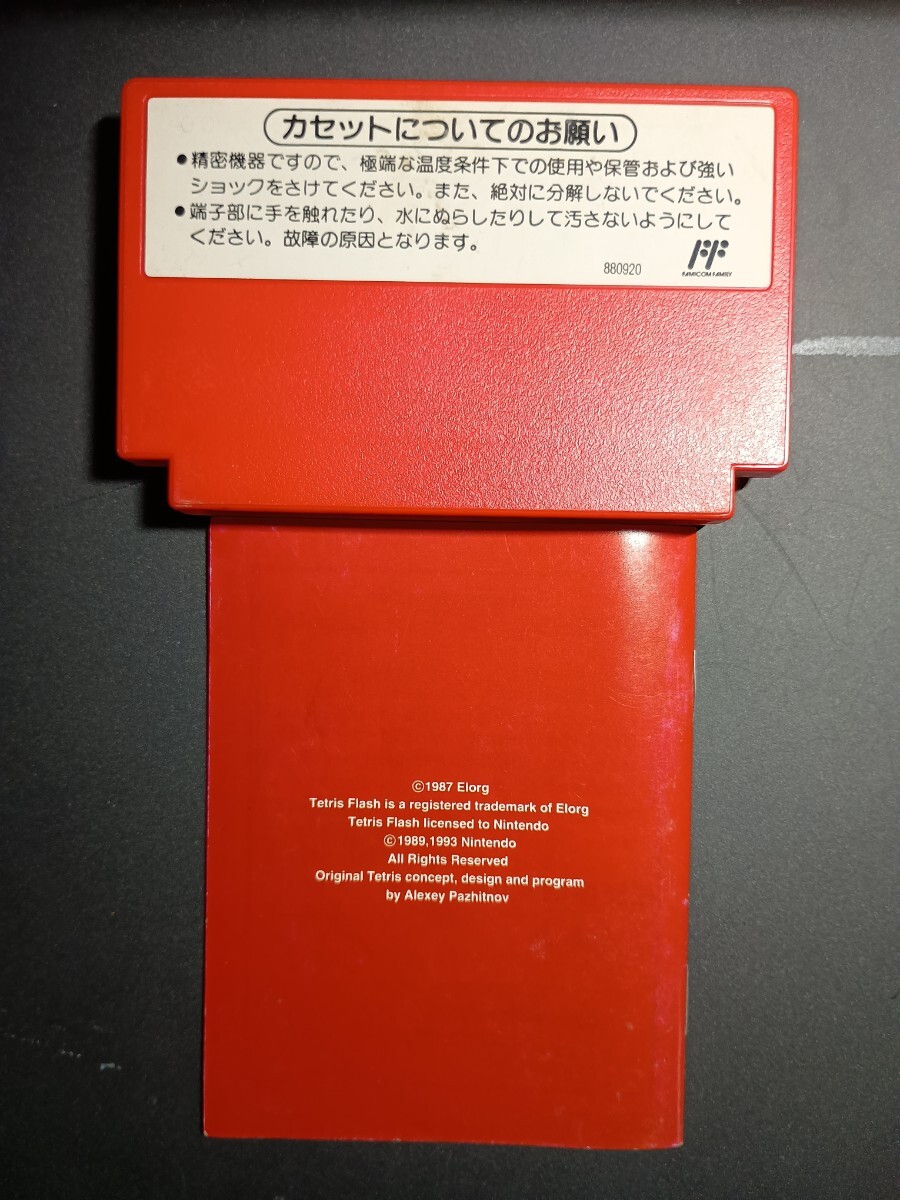 カセットについてのお願い
●精密機器ですので、極端な温度条件下での使用や保管および強い
ショックをさけてください。また、絶対に分解しないでください。
●端子部に手を触れたり、水にぬらしたりして汚さないようにして
ください。故障の原因となります。
880920
FF
FAMICOM FAMILY
©1987 Elorg
Tetris Flash is a registered trademark of Elorg
Tetris Flash licensed to Nintendo
©1989,1993 Nintendo
All Rights Reserved
Original Tetris concept, design and program
by Alexey Pazhitnov